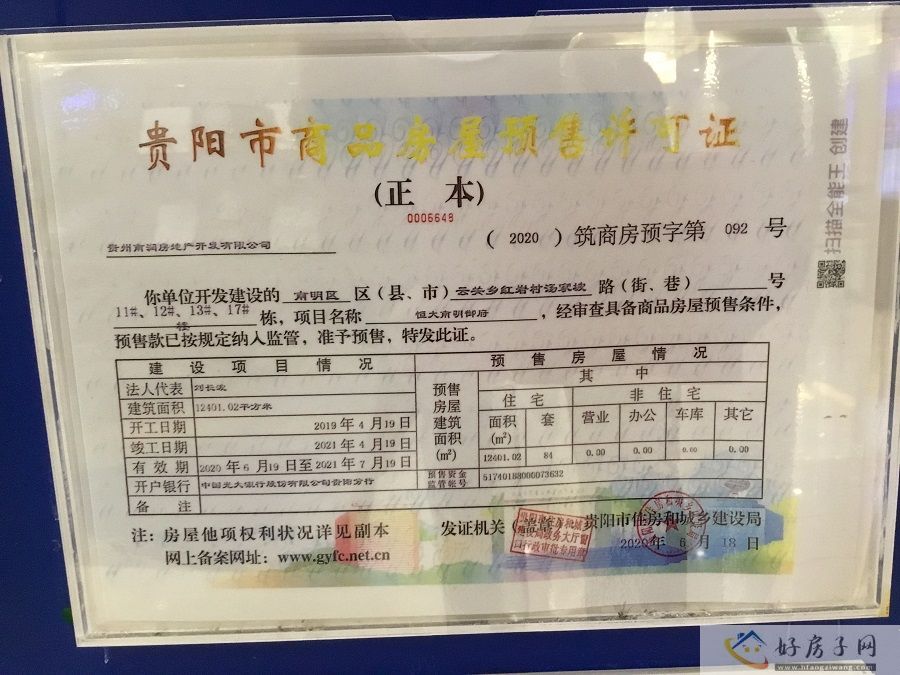 贵阳市商品房屋预售许可证
(正 本)
0006648
贵州南润房地产开发有限公司
( 2020 ) 筑商房预字第 092 号
你单位开发建设的 南明区 区(县、市) 云关乡红岩村汤家坡 路(街、巷) 号
11#、12#、13#、17#
栋 栋,项目名称 恒大南明御府 ,经审查具备商品房屋预售条件,
预售款已按规定纳入监管,准予预售,特发此证。
建 设 项 目 情 况 预 售 房 屋 情 况
法人代表 刘长波
建筑面积 12401.02平方米
开工日期 2019 年 4 月 19 日
竣工日期 2021 年 4 月 19 日
有 效 期 2020 年 6 月 19 日至 2021 年 7 月 19 日
开户银行 中国光大银行股份有限公司贵阳分行
备 注
预售房屋建筑面积(m²)
其 中
住 宅 非 住 宅
面积(m²) 套 营业 办公 车库 其它
12401.02 84 0.00 0.00 0.00 0.00
预售资金监管帐号 51740188000073632
注:房屋他项权利状况详见副本
网上备案网址:www.gyfc.net.cn
发证机关 贵阳市住房和城乡建设局
2020 年 6 月 18 日
扫描全能王 创建
好房子网
www.hfangziwang.com